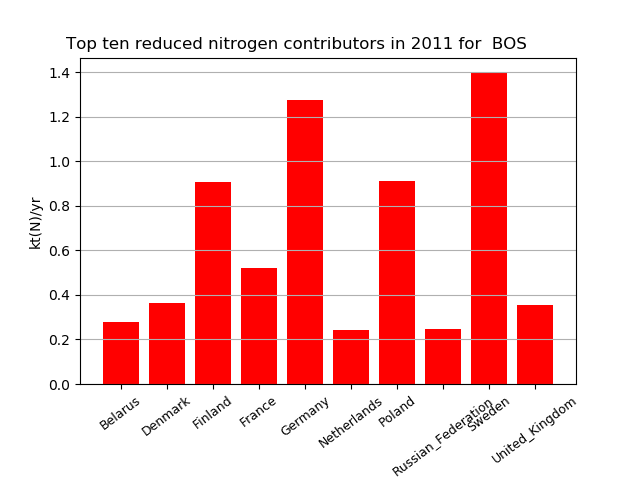 Top ten reduced nitrogen contributors in 2011 for  BOS
kt(N)/yr
1.4
1.2
1.0
0.8
0.6
0.4
0.2
0.0
Belarus
Denmark
Finland
France
Germany
Netherlands
Poland
Russian_Federation
Sweden
United_Kingdom